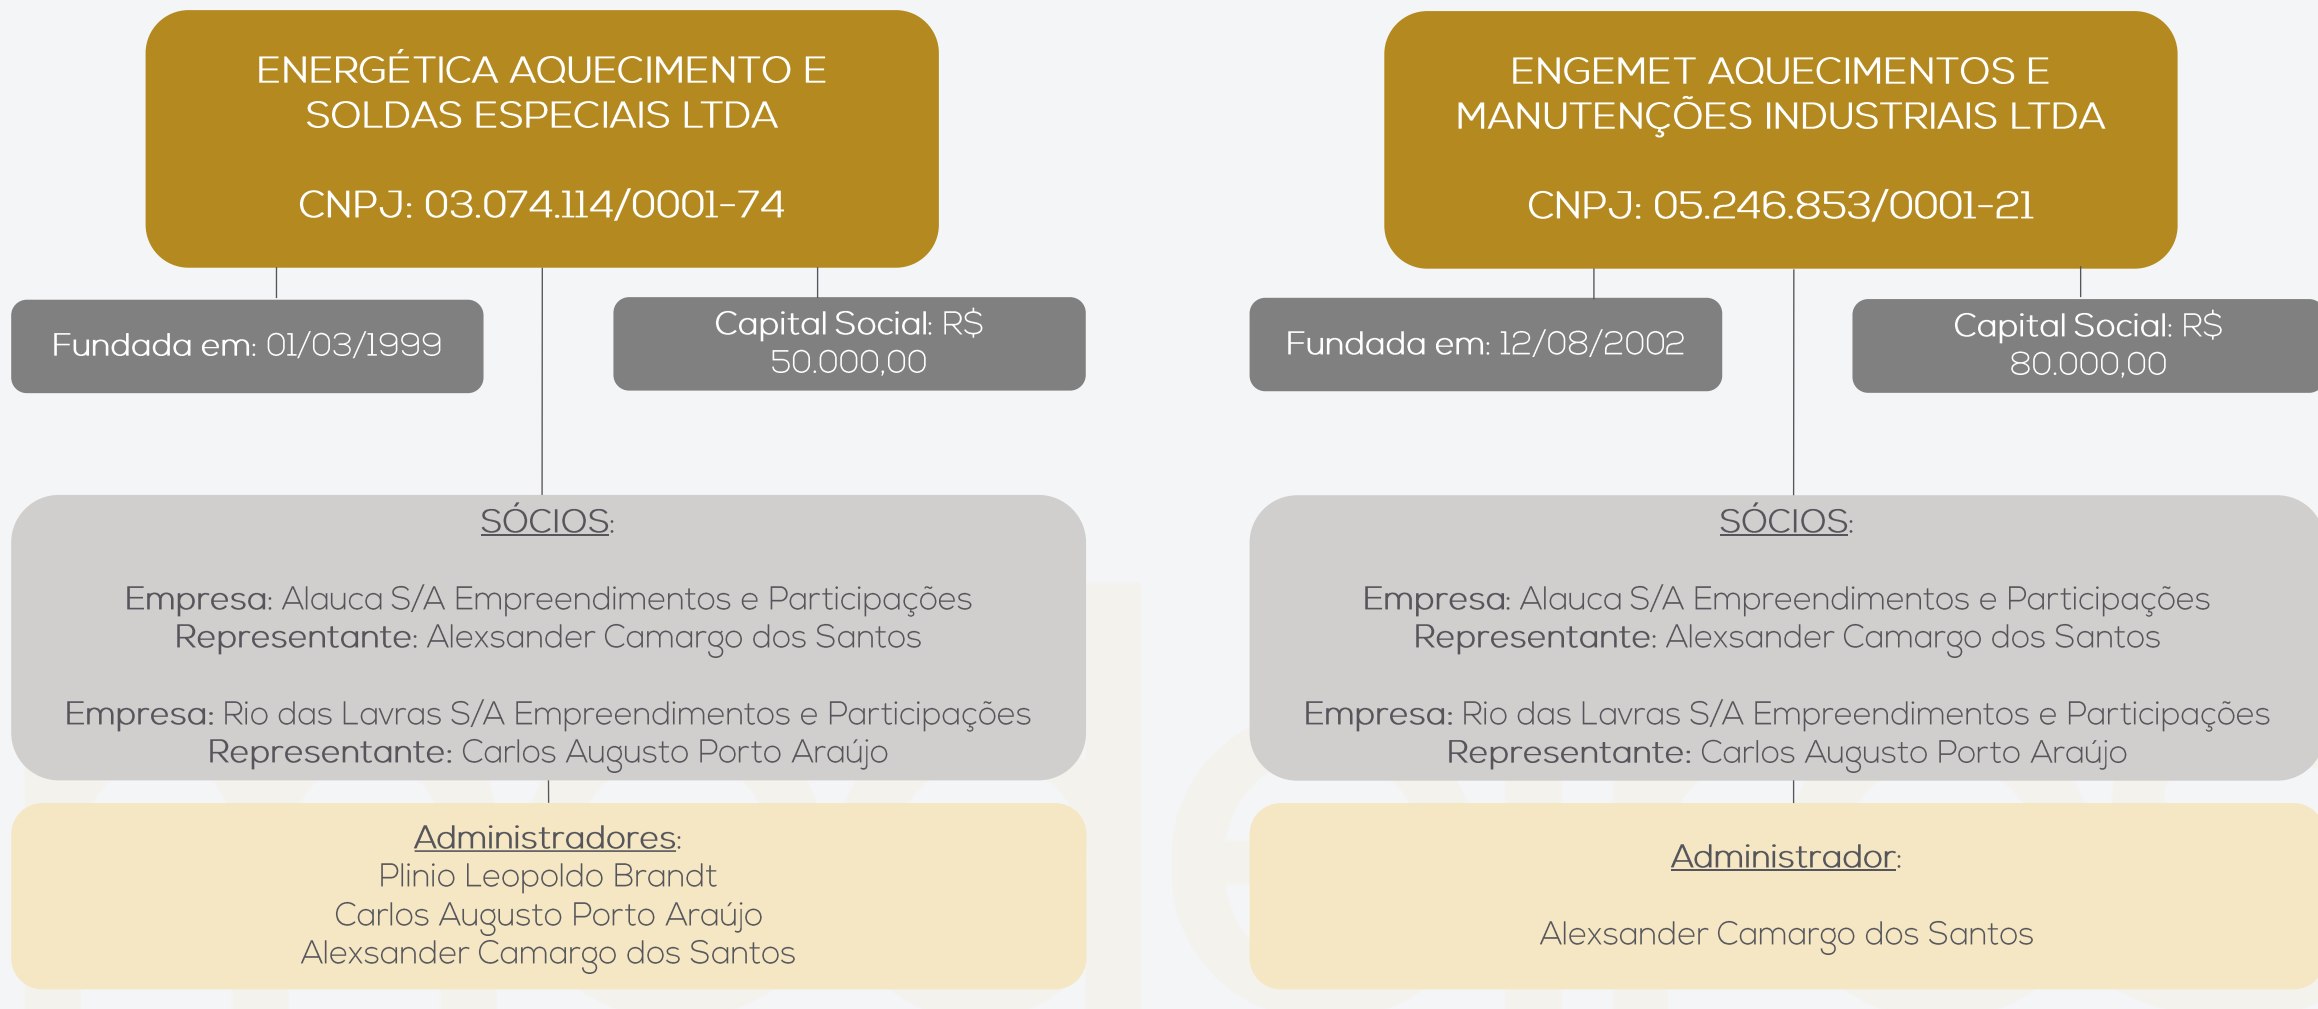 ENERGÉTICA AQUECIMENTO E
SOLDAS ESPECIAIS LTDA
CNPJ: 03.074.114/0001-74
Fundada em: 01/03/1999
Capital Social: R$
50.000,00
SÓCIOS:
Empresa: Alauca S/A Empreendimentos e Participações
Representante: Alexsander Camargo dos Santos
Empresa: Rio das Lavras S/A Empreendimentos e Participações
Representante: Carlos Augusto Porto Araújo
Administradores:
Plinio Leopoldo Brandt
Carlos Augusto Porto Araújo
Alexsander Camargo dos Santos
ENGEMET AQUECIMENTOS E
MANUTENÇÕES INDUSTRIAIS LTDA
CNPJ: 05.246.853/0001-21
Fundada em: 12/08/2002
Capital Social: R$
80.000,00
SÓCIOS:
Empresa: Alauca S/A Empreendimentos e Participações
Representante: Alexsander Camargo dos Santos
Empresa: Rio das Lavras S/A Empreendimentos e Participações
Representante: Carlos Augusto Porto Araújo
Administrador:
Alexsander Camargo dos Santos